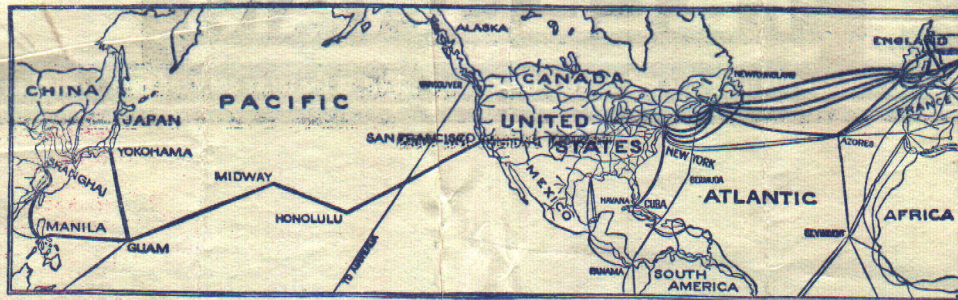 ALASKA
ENGLAND
CHINA
CANADA
NEWFOUNDLAND
VANCOUVER
PACIFIC
FRANCE
JAPAN
UNITED
STATES
SAN FRANCISCO
AZORES
YOKOHAMA
NEW YORK
SHANGHAI
MIDWAY
BERMUDA
MEXICO
ATLANTIC
HAVANA
CUBA
HONOLULU
AFRICA
MANILA
GUAM
PANAMA
SOUTH
AMERICA